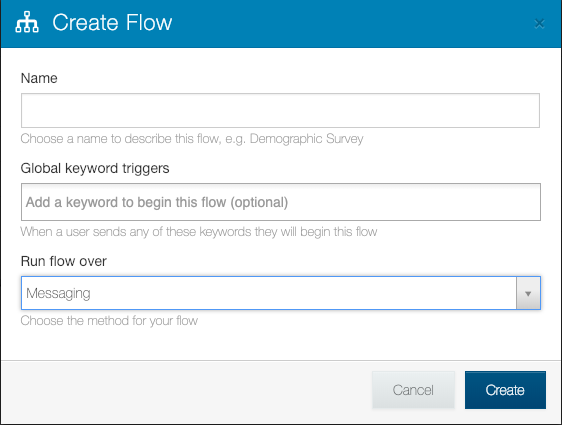 Create Flow
×
Name
Choose a name to describe this flow, e.g. Demographic Survey
Global keyword triggers
Add a keyword to begin this flow (optional)
When a user sends any of these keywords they will begin this flow
Run flow over
Messaging
Choose the method for your flow
Cancel
Create